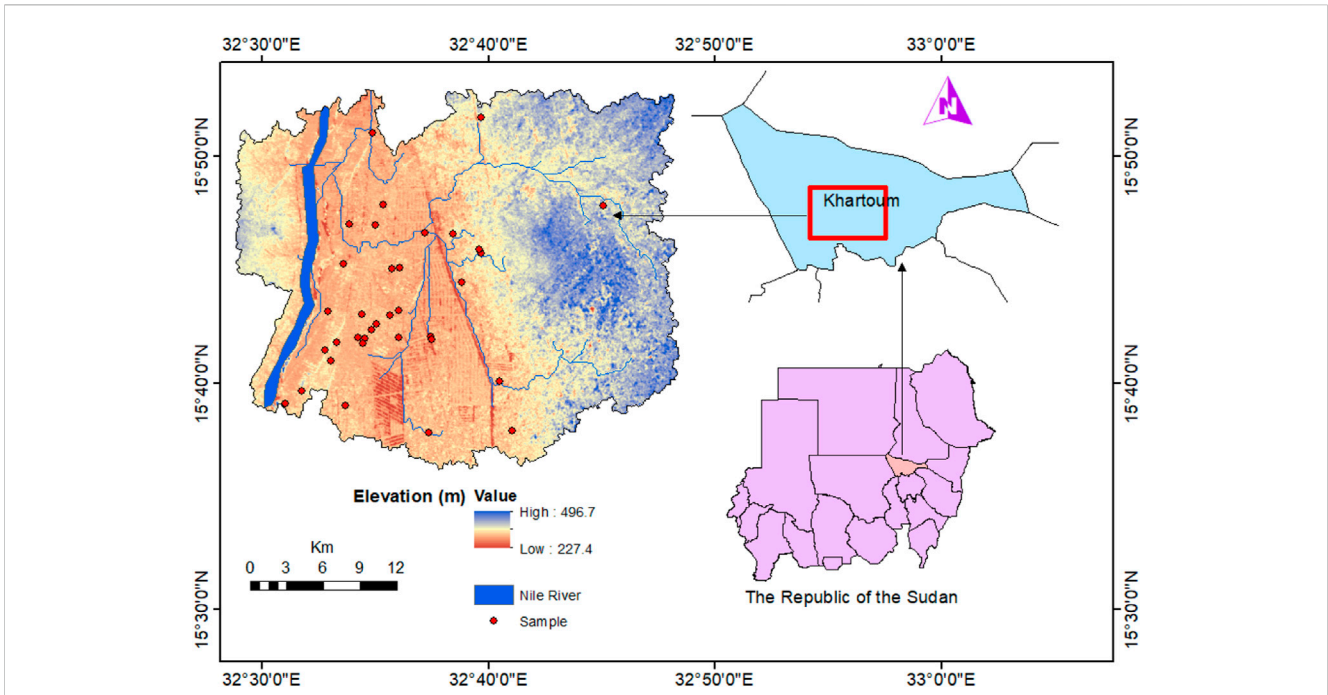 32°30'0"E 32°40'0"E 32°50'0"E 33°0'0"E
15°50'0"N 15°50'0"N
N
Khartoum
15°40'0"N 15°40'0"N
Elevation (m) Value
High : 496.7
Low : 227.4
Km
0 3 6 9 12
Nile River
Sample
The Republic of the Sudan
15°30'0"N 15°30'0"N
32°30'0"E 32°40'0"E 32°50'0"E 33°0'0"E